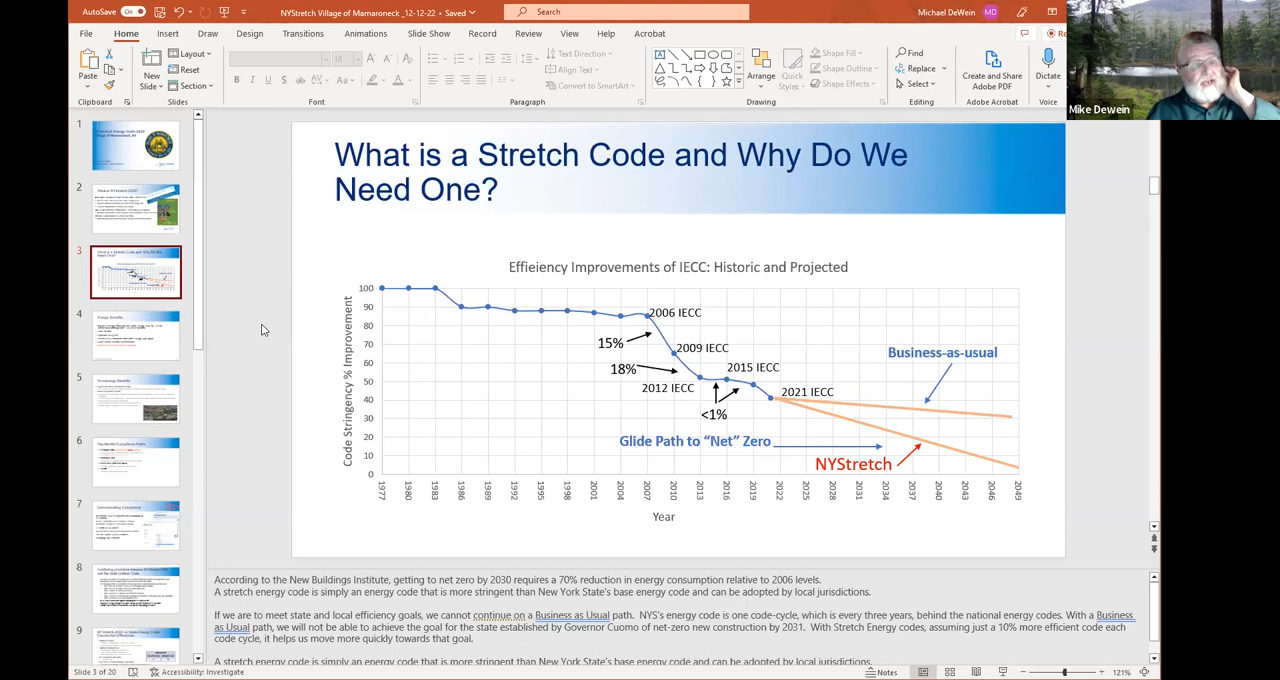 AutoSave On NYStretch Village of Mamaroneck _12-12-22 • Saved Search Michael DeWein MD
File Home Insert Draw Design Transitions Animations Slide Show Record Review View Help Acrobat
Paste New Slide Layout Reset Section
18
Text Direction Align Text Convert to SmartArt
Arrange Quick Styles Shape Fill Shape Outline Shape Effects
Find Replace Select
Create and Share Adobe PDF Dictate
Clipboard Slides Font Paragraph Drawing Editing Adobe Acrobat Voice
Mike Dewein
1
2
3
4
5
6
7
8
9
What is a Stretch Code and Why Do We
Need One?
Effieiency Improvements of IECC: Historic and Projected
Code Stringency % Improvement
100
90
80
70
60
50
40
30
20
10
0
2006 IECC
15%
2009 IECC
18%
2012 IECC
2015 IECC
<1%
2021 IECC
Business-as-usual
Glide Path to “Net” Zero
NYStretch
1977 1980 1983 1986 1989 1992 1995 1998 2001 2004 2007 2010 2013 2016 2019 2022 2025 2028 2031 2034 2037 2040 2043 2046 2049
Year
According to the New Buildings Institute, getting to net zero by 2030 requires a 70% reduction in energy consumption relative to 2006 levels.
A stretch energy code is simply an energy code that is more stringent than New York State's base energy code and can be adopted by local jurisdictions.
If we are to meet state and local efficiency goals, we cannot continue on a Business as Usual path. NYS's energy code is one code-cycle, which is every three years, behind the national energy codes. With a Business
as Usual path, we will not be able to achieve the goal for the established by Governor Cuomo of net-zero new construction by 2031. With Stretch Energy codes, assuming just a 10% more efficient code each
code cycle, it helps us move more quickly towards that goal.
A stretch energy code is simply an energy code that is more stringent than New York State's base energy code and can be adopted by local jurisdictions.
Slide 3 of 20 Accessibility: Investigate Notes 121%